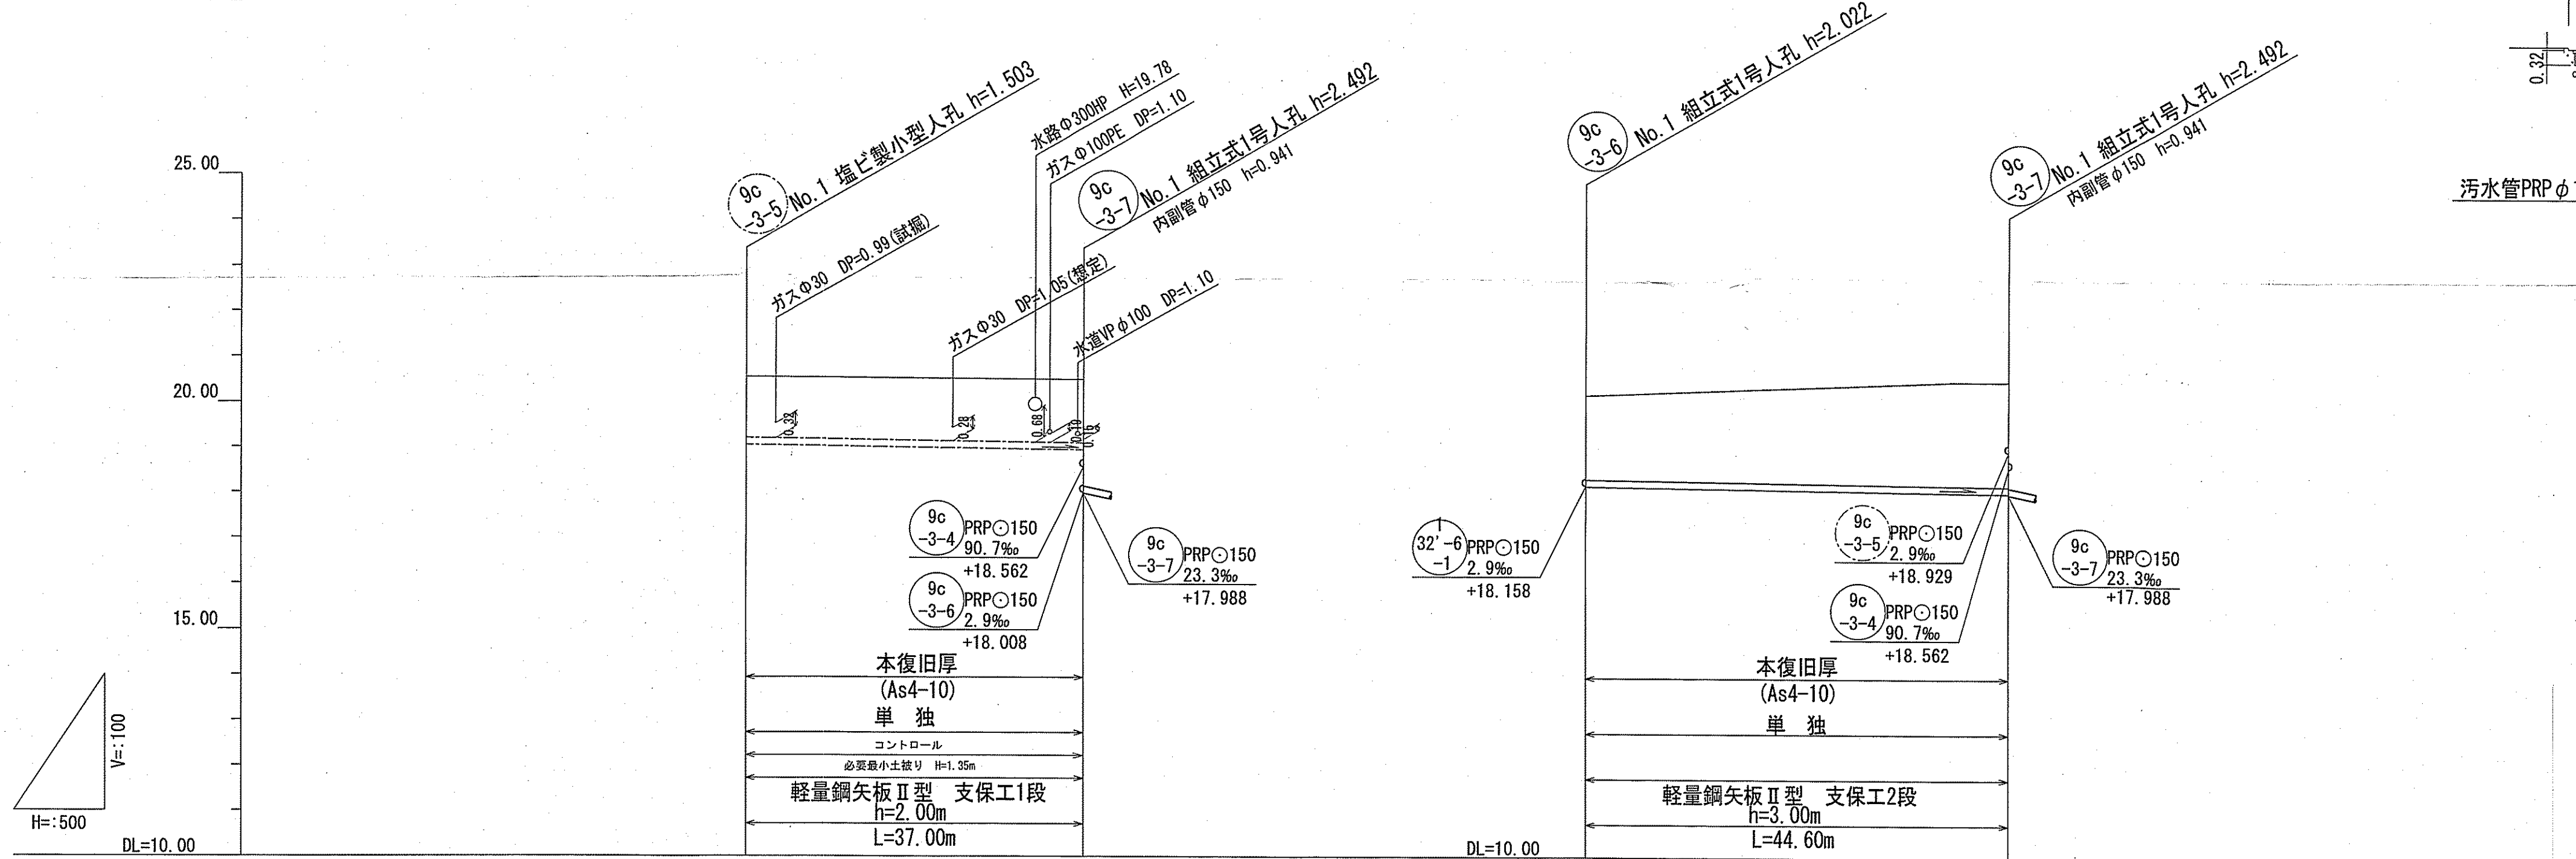 25.00
20.00
15.00
V=:100
H=:500
DL=10.00
9c
-3-5
No.1 塩ビ製小型人孔 h=1.503
ガスΦ30 DP=0.99(試掘)
ガスΦ30 DP=1.05(想定)
水路Φ300HP H=19.78
ガスΦ100PE DP=1.10
9c
-3-7
No.1 組立式1号人孔 h=2.492
内副管φ150 h=0.941
水道VPφ100 DP=1.10
0.28
0.68
9c
-3-4
PRP⊙150
90.7‰
+18.562
9c
-3-6
PRP⊙150
2.9‰
+18.008
9c
-3-7
PRP⊙150
23.3‰
+17.988
本復旧厚
(As4-10)
単 独
コントロール
必要最小土被り H=1.35m
軽量鋼矢板Ⅱ型 支保工1段
h=2.00m
L=37.00m
9c
-3-6
No.1 組立式1号人孔 h=2.022
9c
-3-7
No.1 組立式1号人孔 h=2.492
内副管φ150 h=0.941
1
32'-6
-1
PRP⊙150
2.9‰
+18.158
9c
-3-5
PRP⊙150
2.9‰
+18.929
9c
-3-4
PRP⊙150
90.7‰
+18.562
9c
-3-7
PRP⊙150
23.3‰
+17.988
本復旧厚
(As4-10)
単 独
軽量鋼矢板Ⅱ型 支保工2段
h=3.00m
L=44.60m
DL=10.00
0.32
汚水管PRPφ